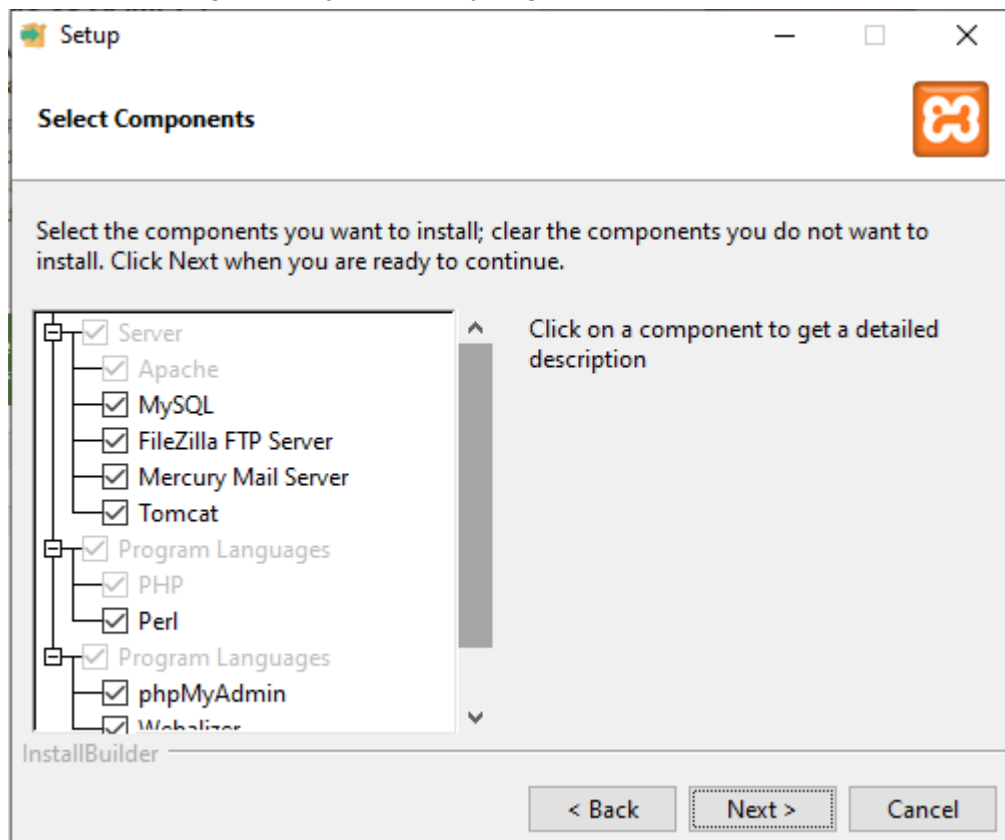 Setup
Select Components
Select the components you want to install; clear the components you do not want to
install. Click Next when you are ready to continue.
Server
Apache
MySQL
FileZilla FTP Server
Mercury Mail Server
Tomcat
Program Languages
PHP
Perl
Program Languages
phpMyAdmin
Webalizer
Click on a component to get a detailed
description
InstallBuilder
< Back
Next >
Cancel